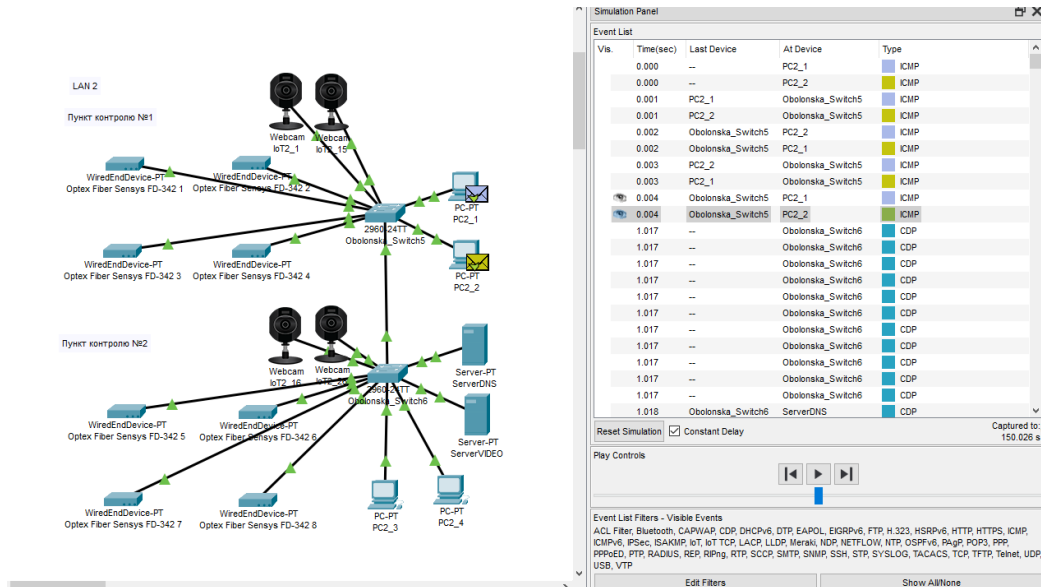 Simulation Panel
Event List
Vis. Time(sec) Last Device At Device Type
0.000 -- PC2_1 ICMP
0.000 -- PC2_2 ICMP
0.001 PC2_1 Obolonska_Switch5 ICMP
0.001 PC2_2 Obolonska_Switch5 ICMP
0.002 Obolonska_Switch5 PC2_2 ICMP
0.002 Obolonska_Switch5 PC2_1 ICMP
0.003 PC2_2 Obolonska_Switch5 ICMP
0.003 PC2_1 Obolonska_Switch5 ICMP
0.004 Obolonska_Switch5 PC2_1 ICMP
0.004 Obolonska_Switch5 PC2_2 ICMP
1.017 -- Obolonska_Switch6 CDP
1.017 -- Obolonska_Switch6 CDP
1.017 -- Obolonska_Switch6 CDP
1.017 -- Obolonska_Switch6 CDP
1.017 -- Obolonska_Switch6 CDP
1.017 -- Obolonska_Switch6 CDP
1.017 -- Obolonska_Switch6 CDP
1.017 -- Obolonska_Switch6 CDP
1.017 -- Obolonska_Switch6 CDP
1.017 -- Obolonska_Switch6 CDP
1.017 -- Obolonska_Switch6 CDP
1.018 Obolonska_Switch6 ServerDNS CDP
Reset Simulation Constant Delay
Captured to:
150.026 s
Play Controls
Event List Filters - Visible Events
ACL Filter, Bluetooth, CAPWAP, CDP, DHCPv6, DTP, EAPOL, EIGRPv6, FTP, H.323, HSRPv6, HTTP, HTTPS, ICMP,
ICMPv6, IPSec, ISAKMP, IoT, IoT TCP, LACP, LLDP, Meraki, NDP, NETFLOW, NTP, OSPFv6, PAgP, POP3, PPP,
PPPoED, PTP, RADIUS, REP, RIPng, RTP, SCCP, SMTP, SNMP, SSH, STP, SYSLOG, TACACS, TCP, TFTP, Telnet, UDP,
USB, VTP
Edit Filters
Show All/None
LAN 2
Пункт контролю №1
Webcam
IoT2_1
Webcam
IoT2_15
WiredEndDevice-PT
Optex Fiber Sensys FD-342 1
WiredEndDevice-PT
Optex Fiber Sensys FD-342 2
PC-PT
PC2_1
2960-24TT
Obolonska_Switch5
WiredEndDevice-PT
Optex Fiber Sensys FD-342 3
WiredEndDevice-PT
Optex Fiber Sensys FD-342 4
PC-PT
PC2_2
Пункт контролю №2
Webcam
IoT2_16
Webcam
Server-PT
ServerDNS
2960-24TT
Obolonska_Switch6
WiredEndDevice-PT
Optex Fiber Sensys FD-342 5
WiredEndDevice-PT
Optex Fiber Sensys FD-342 6
Server-PT
ServerVIDEO
WiredEndDevice-PT
Optex Fiber Sensys FD-342 7
WiredEndDevice-PT
Optex Fiber Sensys FD-342 8
PC-PT
PC2_3
PC-PT
PC2_4